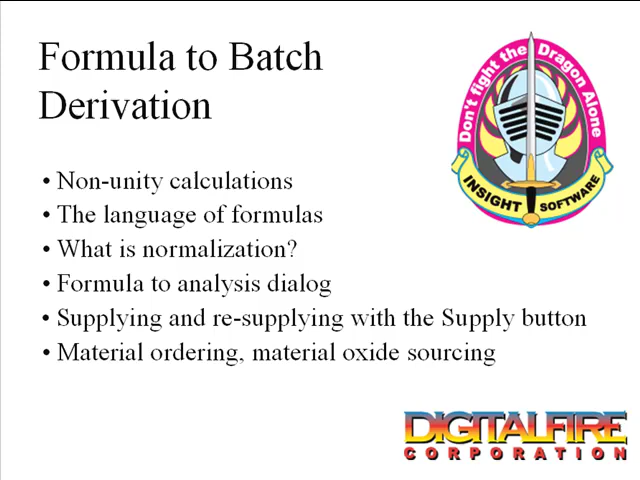 Formula to Batch
Derivation
Don't fight the Dragon Alone
INSIGHT SOFTWARE
• Non-unity calculations
• The language of formulas
• What is normalization?
• Formula to analysis dialog
• Supplying and re-supplying with the Supply button
• Material ordering, material oxide sourcing
DIGITALFIRE
CORPORATION